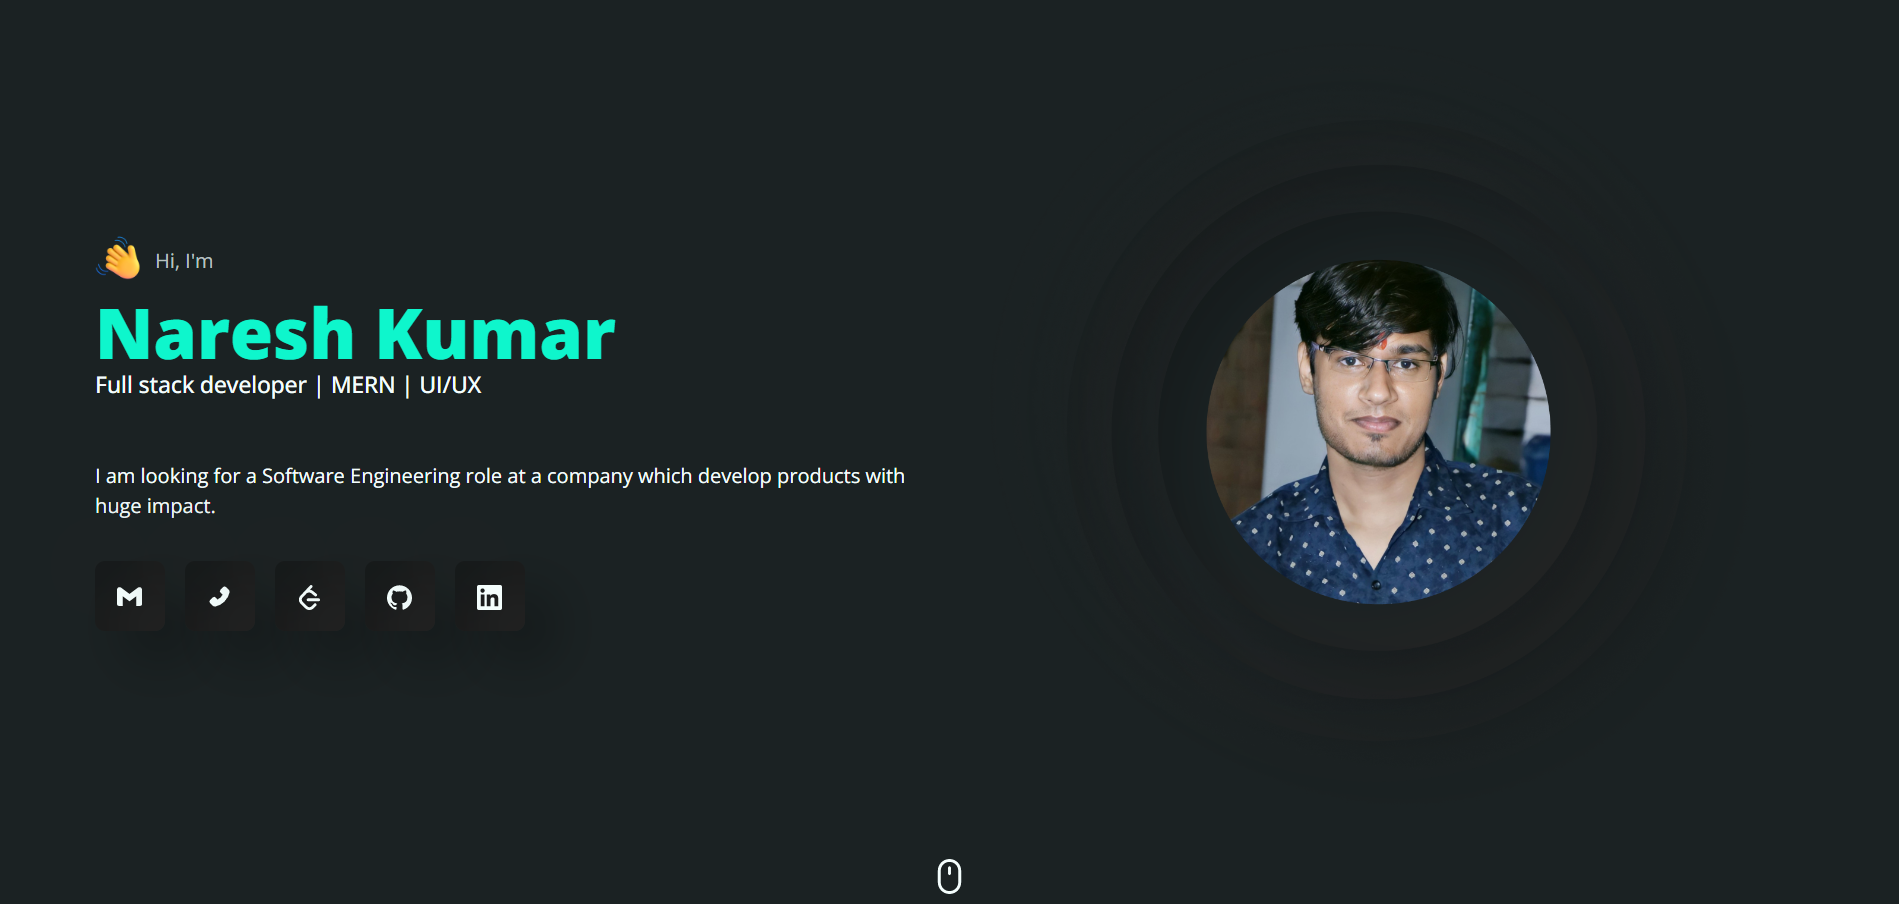 Hi, I'm
Naresh Kumar
Full stack developer | MERN | UI/UX
I am looking for a Software Engineering role at a company which develop products with
huge impact.
in